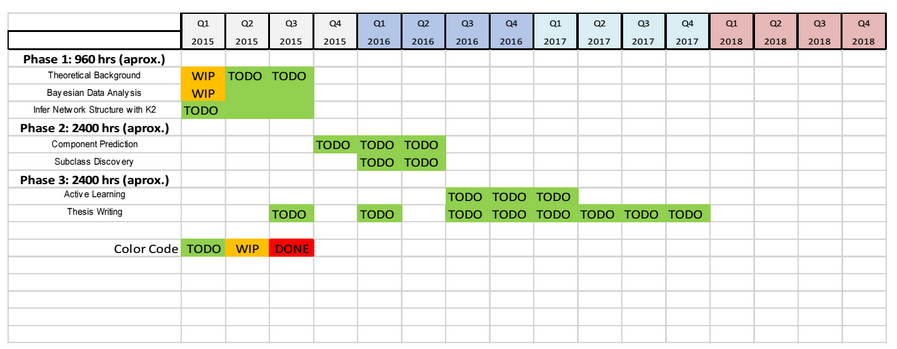 Q1 Q2 Q3 Q4 Q1 Q2 Q3 Q4 Q1 Q2 Q3 Q4 Q1 Q2 Q3 Q4
2015 2015 2015 2015 2016 2016 2016 2016 2017 2017 2017 2017 2018 2018 2018 2018
Phase 1: 960 hrs (aprox.)
Theoretical Background WIP TODO TODO
Bayesian Data Analysis WIP
Infer Network Structure with K2 TODO
Phase 2: 2400 hrs (aprox.)
Component Prediction TODO TODO TODO
Subclass Discovery TODO TODO
Phase 3: 2400 hrs (aprox.)
Active Learning TODO TODO TODO
Thesis Writing TODO TODO TODO TODO TODO TODO TODO TODO
Color Code TODO WIP DONE